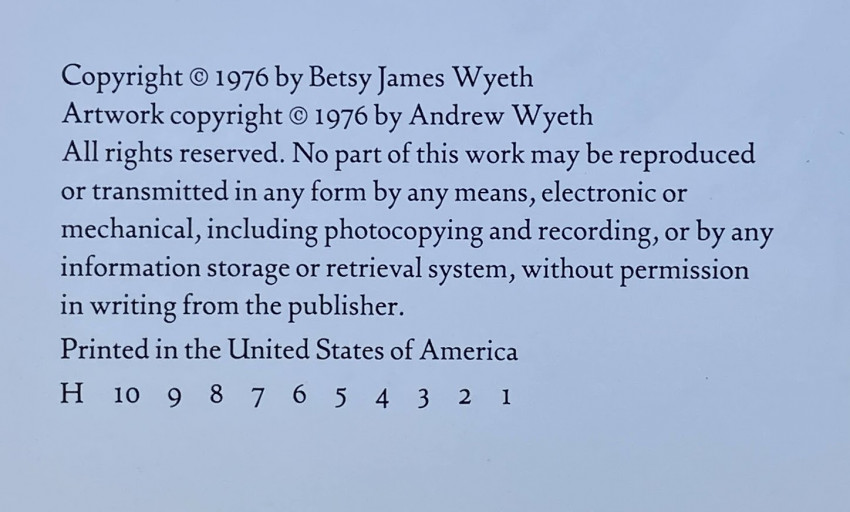 Copyright © 1976 by Betsy James Wyeth
Artwork copyright © 1976 by Andrew Wyeth
All rights reserved. No part of this work may be reproduced
or transmitted in any form by any means, electronic or
mechanical, including photocopying and recording, or by any
information storage or retrieval system, without permission
in writing from the publisher.
Printed in the United States of America
H 10 9 8 7 6 5 4 3 2 1